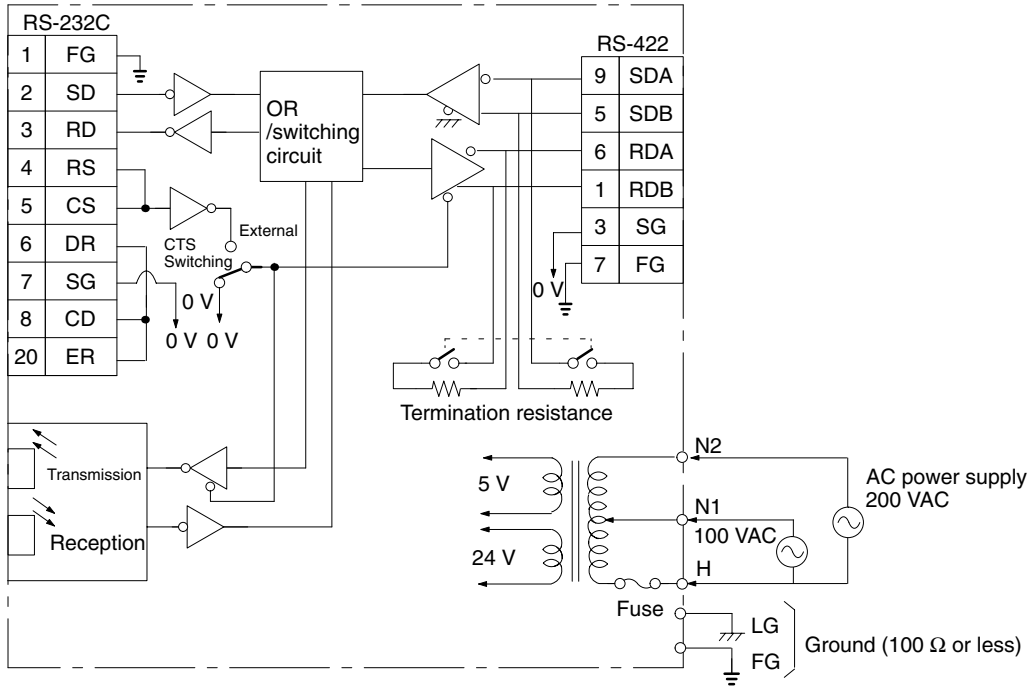 RS-232C
1 FG
2 SD
3 RD
4 RS
5 CS
6 DR
7 SG
8 CD
20 ER
OR
/switching
circuit
External
CTS
Switching
0 V
0 V 0 V
RS-422
9 SDA
5 SDB
6 RDA
1 RDB
3 SG
7 FG
0 V
Termination resistance
Transmission
Reception
5 V
24 V
N2
N1
100 VAC
H
Fuse
AC power supply
200 VAC
LG
FG
Ground (100 Ω or less)